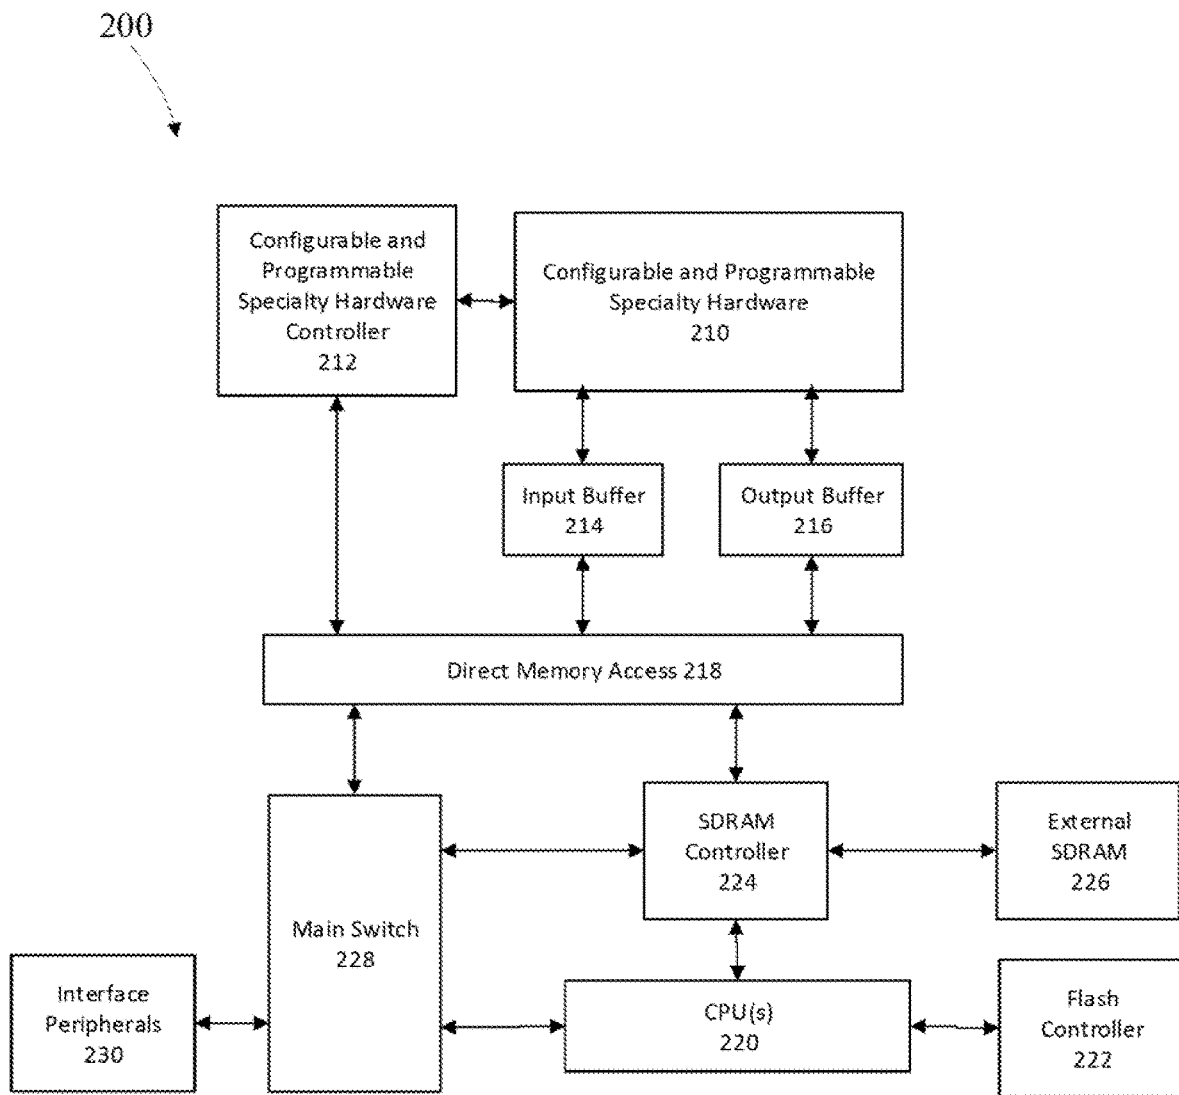 200
Configurable and
Programmable
Specialty Hardware
Controller
212
Configurable and Programmable
Specialty Hardware
210
Input Buffer
214
Output Buffer
216
Direct Memory Access 218
SDRAM
Controller
224
External
SDRAM
226
Main Switch
228
Interface
Peripherals
230
CPU(s)
220
Flash
Controller
222